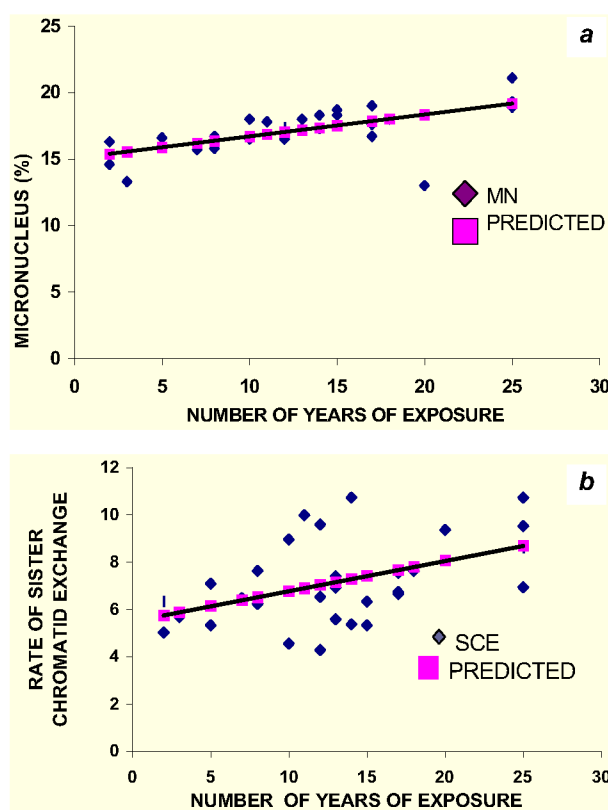 a
25
20
15
10
5
0
MICRONUCLEUS (%)
MN
PREDICTED
0 5 10 15 20 25 30
NUMBER OF YEARS OF EXPOSURE
b
12
10
8
6
4
2
0
RATE OF SISTER
CHROMATID EXCHANGE
SCE
PREDICTED
0 5 10 15 20 25 30
NUMBER OF YEARS OF EXPOSURE